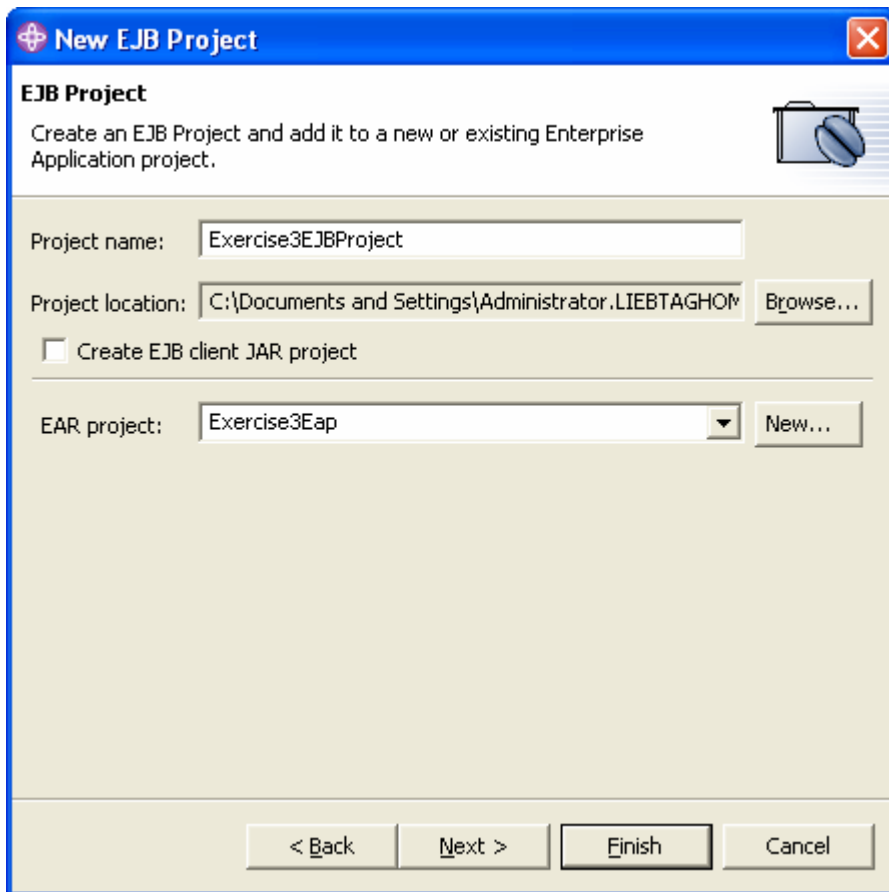 New EJB Project
EJB Project
Create an EJB Project and add it to a new or existing Enterprise
Application project.
Project name: Exercise3EJBProject
Project location: C:\Documents and Settings\Administrator.LIEBTAGHOM Browse...
Create EJB client JAR project
EAR project: Exercise3Eap New...
< Back Next > Finish Cancel